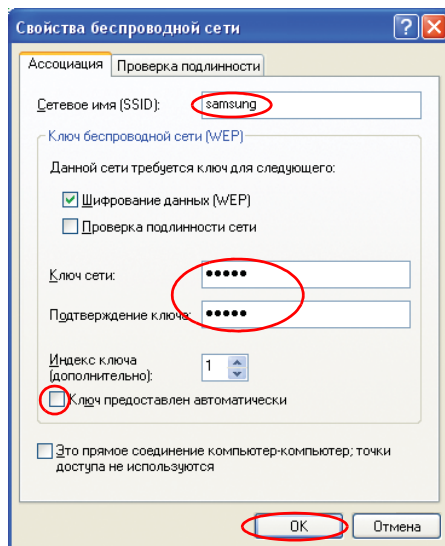 Свойства беспроводной сети
Ассоциация Проверка подлинности
Сетевое имя (SSID): samsung
Ключ беспроводной сети (WEP)
Данной сети требуется ключ для следующего:
Шифрование данных (WEP)
Проверка подлинности сети
Ключ сети: •••••
Подтверждение ключа: •••••
Индекс ключа
(дополнительно): 1
Ключ предоставлен автоматически
Это прямое соединение компьютер-компьютер; точки
доступа не используются
ОК Отмена